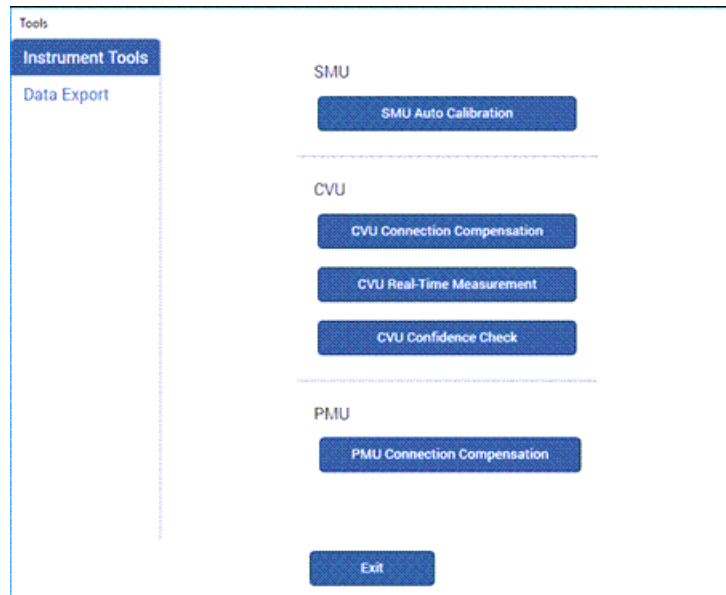 Tools
Instrument Tools
Data Export
SMU
SMU Auto Calibration
CVU
CVU Connection Compensation
CVU Real-Time Measurement
CVU Confidence Check
PMU
PMU Connection Compensation
Exit